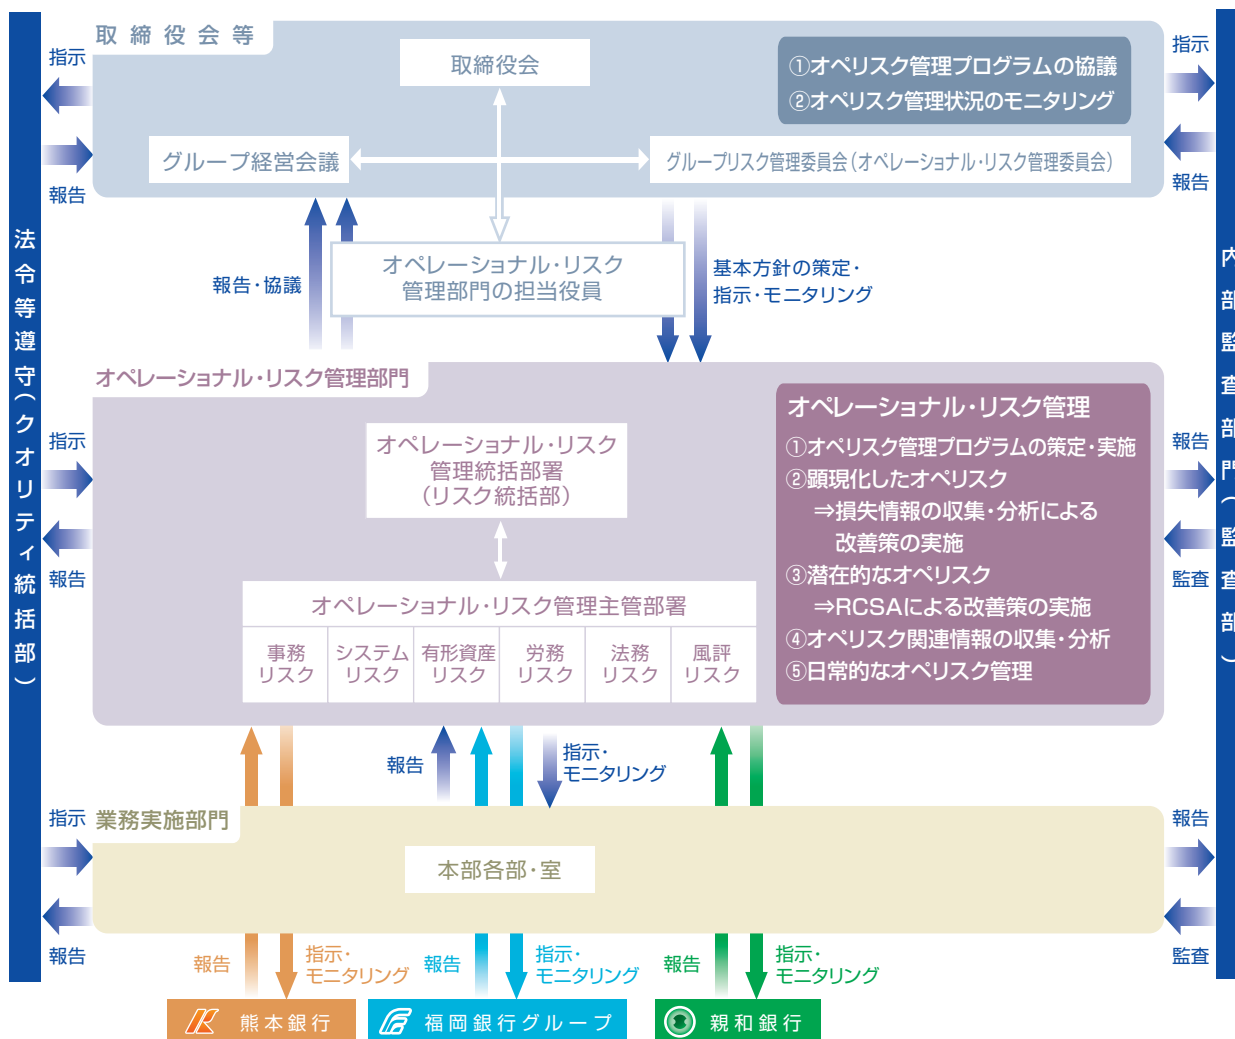 取締役会等
取締役会
①オペリスク管理プログラムの協議
②オペリスク管理状況のモニタリング
グループ経営会議
グループリスク管理委員会(オペレーショナル・リスク管理委員会)
指示
報告
指示
報告
法令等遵守(クオリティ統括部)
内部監査部門(監査部)
報告・協議
オペレーショナル・リスク
管理部門の担当役員
基本方針の策定・
指示・モニタリング
オペレーショナル・リスク管理部門
オペレーショナル・リスク
管理統括部署
(リスク統括部)
オペレーショナル・リスク管理
①オペリスク管理プログラムの策定・実施
②顕現化したオペリスク
⇒損失情報の収集・分析による
改善策の実施
③潜在的なオペリスク
⇒RCSAによる改善策の実施
④オペリスク関連情報の収集・分析
⑤日常的なオペリスク管理
指示
報告
報告
監査
オペレーショナル・リスク管理主管部署
事務
リスク
システム
リスク
有形資産
リスク
労務
リスク
法務
リスク
風評
リスク
報告
指示・
モニタリング
業務実施部門
本部各部・室
指示
報告
報告
監査
報告
指示・
モニタリング
報告
指示・
モニタリング
報告
指示・
モニタリング
熊本銀行
福岡銀行グループ
親和銀行